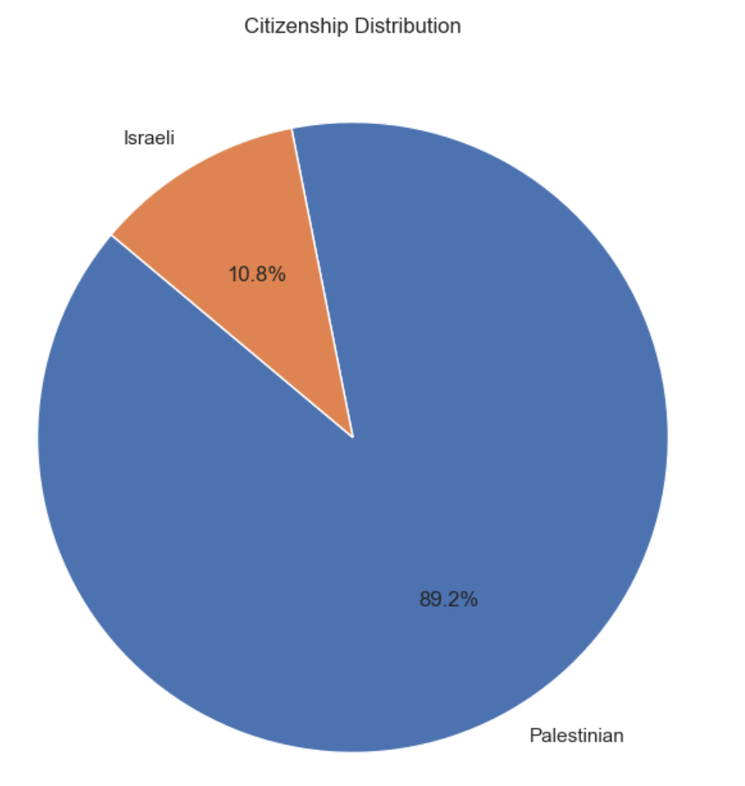 Citizenship Distribution
Israeli
10.8%
89.2%
Palestinian